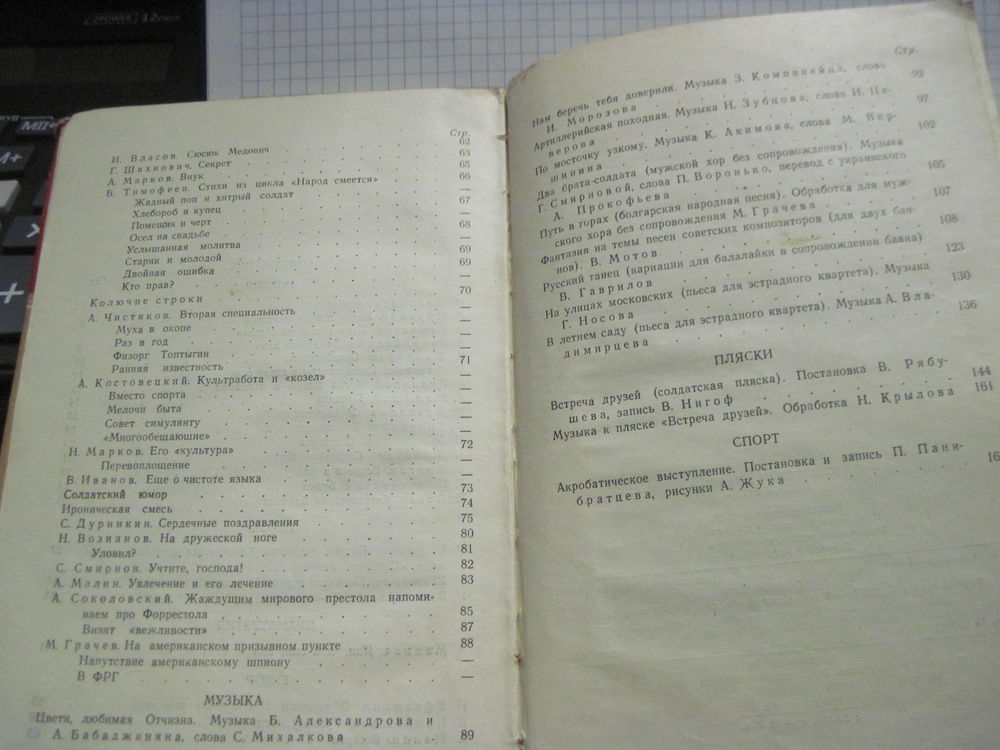 2POWER 12DIGIT
МП+
М+
+
Стр.
62
И. Власов. Сюсюк Медович . . . 63
Г. Шахнович. Секрет . . . 65
А. Марков. Внук . . . 66
Б. Тимофеев. Стихи из цикла «Народ смеется» . . . —
Жадный поп и хитрый солдат . . . 67
Хлебороб и купец . . . —
Помещик и черт . . . 68
Осел на свадьбе . . . —
Услышанная молитва . . . 69
Старик и молодой . . . 69
Двойная ошибка . . . —
Кто прав? . . . 70
Колючие строки . . . —
А. Чистяков. Вторая специальность . . . —
Муха в окопе . . . —
Раз в год . . . —
Физорг Топтыгин . . . 71
Ранняя известность . . . —
А. Костовецкий. Культработа и «козел» . . . —
Вместо спорта . . . —
Мелочи быта . . . —
Совет симулянту . . . —
«Многообещающие» . . . 72
Н. Марков. Его «культура» . . . —
Перевоплощение . . . —
В. Иванов. Еще о чистоте языка . . . 73
Солдатский юмор . . . 74
Ироническая смесь . . . 75
С. Дурникин. Сердечные поздравления . . . 80
Н. Возиянов. На дружеской ноге . . . 81
Уловил? . . . 82
С. Смирнов. Учтите, господа! . . . 83
А. Малин. Увлечение и его лечение
А. Соколовский. Жаждущим мирового престола напоми-
наем про Форрестола . . . 85
Визит «вежливости» . . . 87
М. Грачев. На американском призывном пункте . . . 88
Напутствие американскому шпиону . . . —
В ФРГ . . . —
МУЗЫКА
Цвети, любимая Отчизна. Музыка Б. Александрова и
А. Бабаджаняна, слова С. Михалкова . . . 89
Стр.
Нам беречь тебя доверили. Музыка З. Компанейца, слова
И. Морозова . . . 92
Артиллерийская походная. Музыка Н. Зубцова, слова И. Це-
верова . . . 97
По мосточку узкому. Музыка К. Акимова, слова М. Вер-
шинина . . . 102
Два брата-солдата (мужской хор без сопровождения). Музыка
Г. Смирновой, слова П. Воронько, перевод с украинского
А. Прокофьева . . . 105
Путь в горах (болгарская народная песня). Обработка для муж-
ского хора без сопровождения М. Грачева . . . 107
Фантазия на темы песен советских композиторов (для двух бая-
нов). В. Мотов . . . 108
Русский танец (вариации для балалайки в сопровождении баяна)
В. Гаврилов . . . 123
На улицах московских (пьеса для эстрадного квартета). Музыка
Г. Носова . . . 130
В летнем саду (пьеса для эстрадного квартета). Музыка А. Вла-
димирцева . . . 136
ПЛЯСКИ
Встреча друзей (солдатская пляска). Постановка В. Рябу-
шева, запись В. Нигоф . . . 144
Музыка к пляске «Встреча друзей». Обработка Н. Крылова 161
СПОРТ
Акробатическое выступление. Постановка и запись П. Пани-
братцева, рисунки А. Жука . . . 16